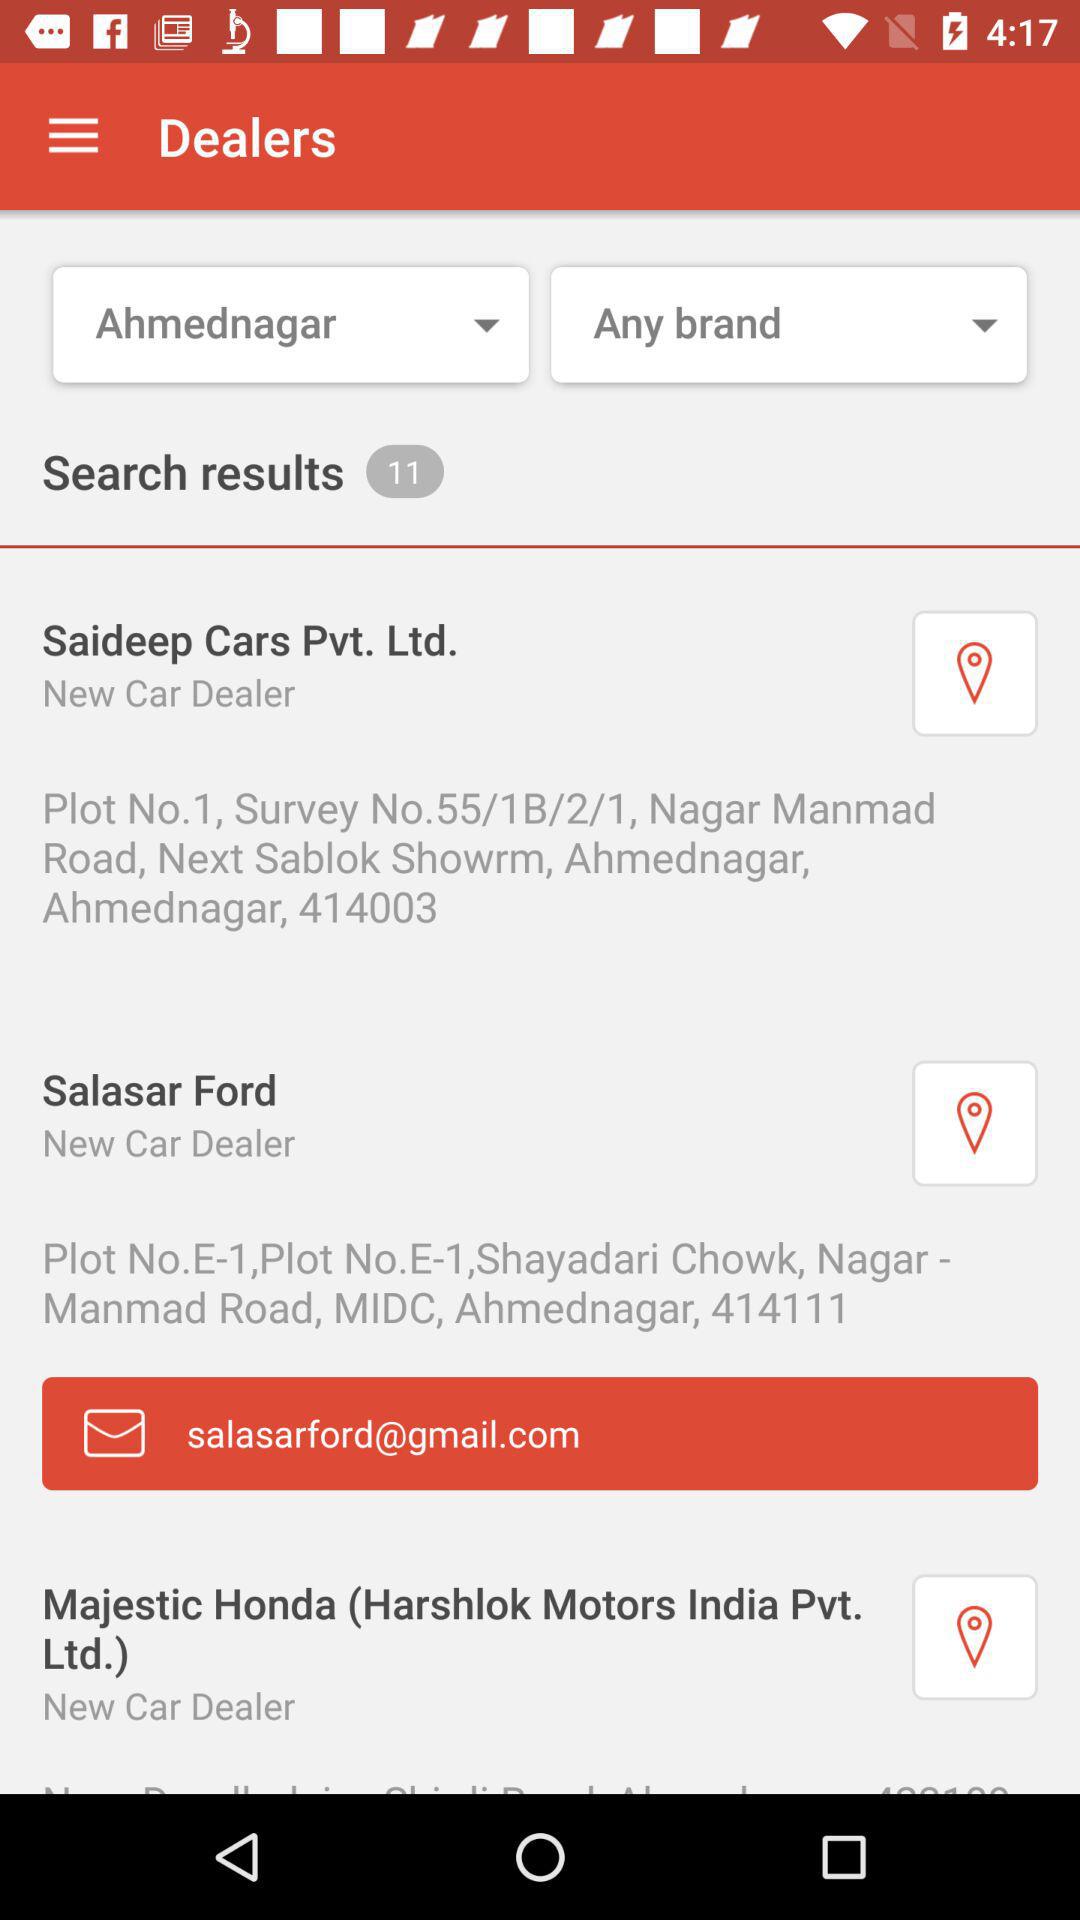 4:17
Dealers
Ahmednagar
Any brand
Search results 11
Saideep Cars Pvt. Ltd.
New Car Dealer
Plot No.1, Survey No.55/1B/2/1, Nagar Manmad
Road, Next Sablok Showrm, Ahmednagar,
Ahmednagar, 414003
Salasar Ford
New Car Dealer
Plot No.E-1,Plot No.E-1,Shayadari Chowk, Nagar -
Manmad Road, MIDC, Ahmednagar, 414111
salasarford@gmail.com
Majestic Honda (Harshlok Motors India Pvt.
Ltd.)
New Car Dealer